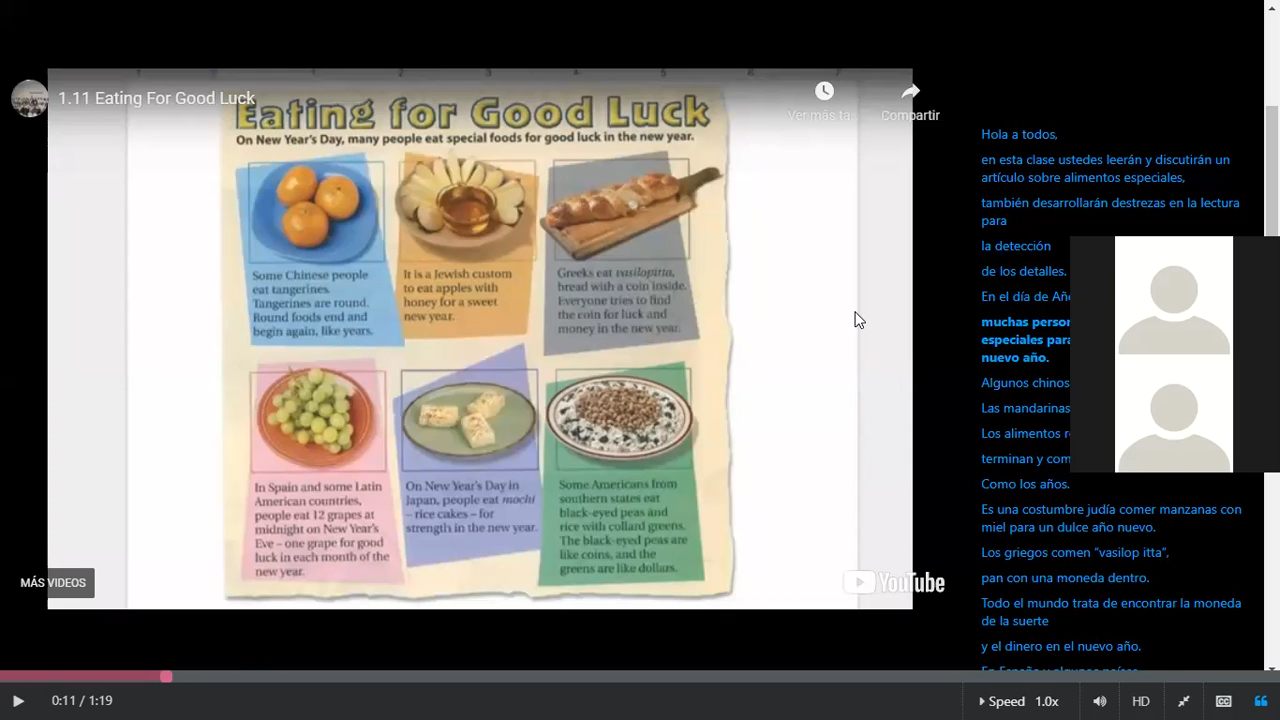 1.11 Eating For Good Luck
Ver más ta...
Compartir
Eating for Good Luck
On New Year's Day, many people eat special foods for good luck in the new year.
Some Chinese people
eat tangerines.
Tangerines are round.
Round foods end and
begin again, like years.
It is a Jewish custom
to eat apples with
honey for a sweet
new year.
Greeks eat vasilopitta,
bread with a coin inside.
Everyone tries to find
the coin for luck and
money in the new year.
In Spain and some Latin
American countries,
people eat 12 grapes at
midnight on New Year's
Eve – one grape for good
luck in each month of the
new year.
On New Year's Day in
Japan, people eat mochi
– rice cakes – for
strength in the new year.
Some Americans from
southern states eat
black-eyed peas and
rice with collard greens.
The black-eyed peas are
like coins, and the
greens are like dollars.
MÁS VIDEOS
YouTube
Hola a todos,
en esta clase ustedes leerán y discutirán un
artículo sobre alimentos especiales,
también desarrollarán destrezas en la lectura
para
la detección
de los detalles.
En el día de
muchas
especiales
nuevo año.
Algunos chinos
Las mandarinas
Los alimentos
terminan y
Como los años.
Es una costumbre judía comer manzanas con
miel para un dulce año nuevo.
Los griegos comen “vasilop itta”,
pan con una moneda dentro.
Todo el mundo trata de encontrar la moneda
de la suerte
y el dinero en el nuevo año.
0:11 / 1:19
Speed 1.0x
HD
CC